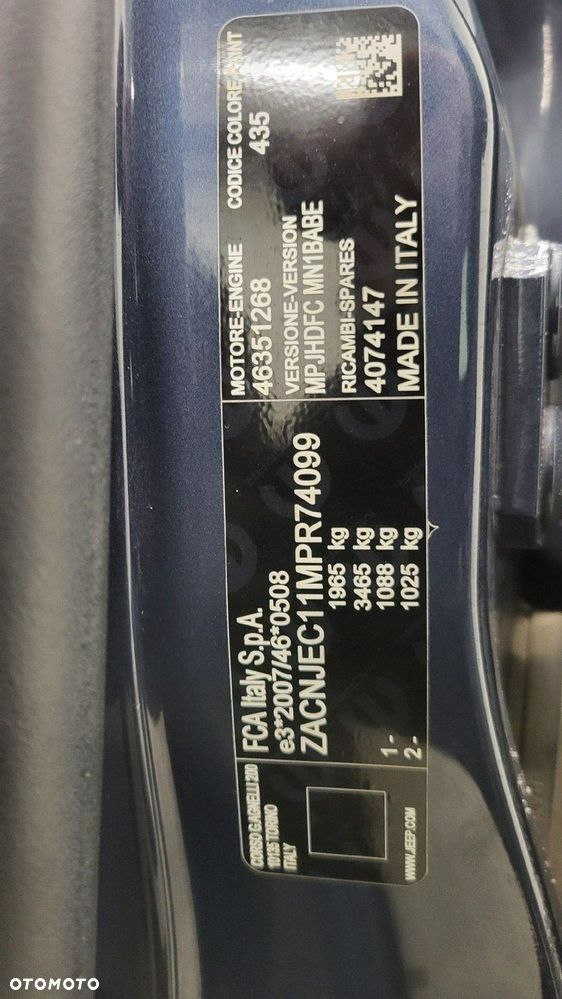 CORSO G.AGNELLI 200
10135 TORINO
ITALY
WWW.JEEP.COM
FCA Italy S.p.A.
e3*2007/46*0508
ZACNJEC11MPR74099
1965 kg
3465 kg
1- 1088 kg
2- 1025 kg
MOTORE-ENGINE CODICE COLORE-PAINT
46351268 435
VERSIONE-VERSION
MPJHDFC MN1BABE
RICAMBI-SPARES
4074147
MADE IN ITALY
OTOMOTO